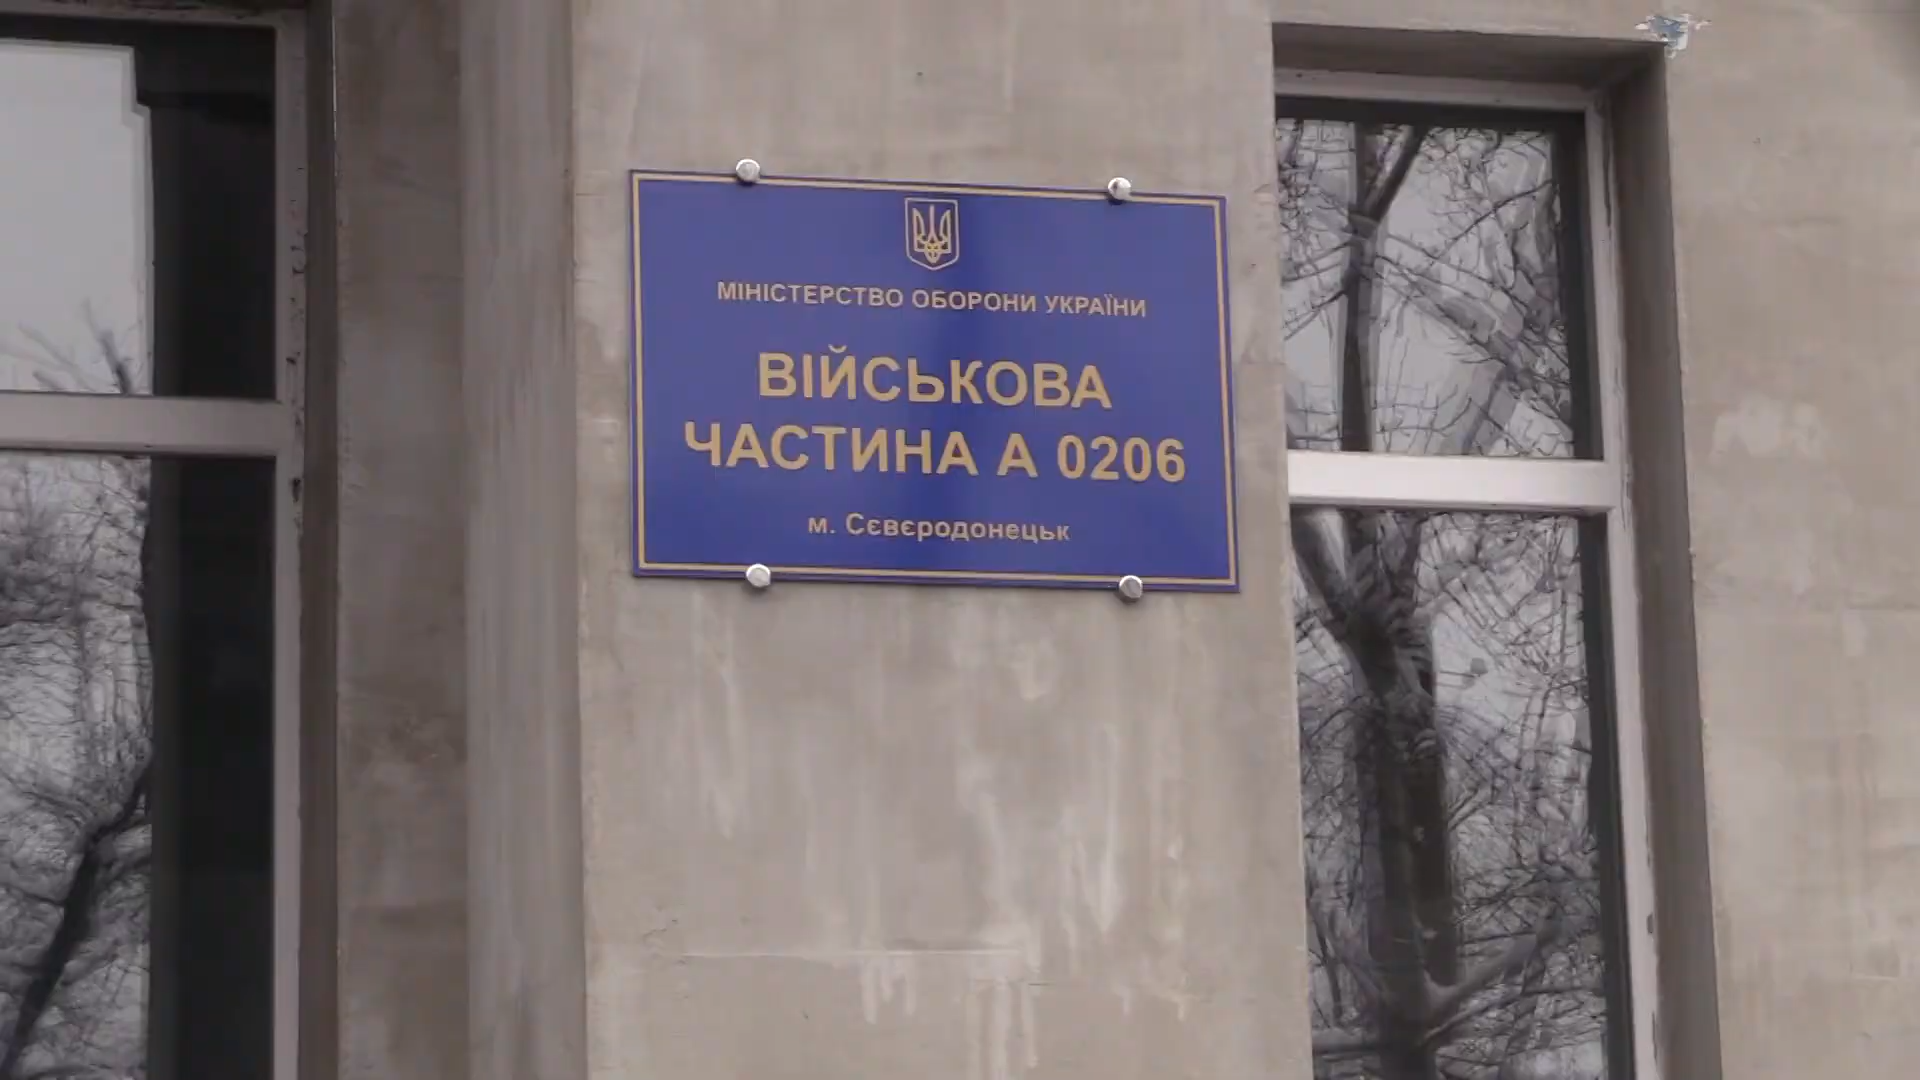 МІНІСТЕРСТВО ОБОРОНИ УКРАЇНИ
ВІЙСЬКОВА
ЧАСТИНА А 0206
м. Сєвєродонецьк